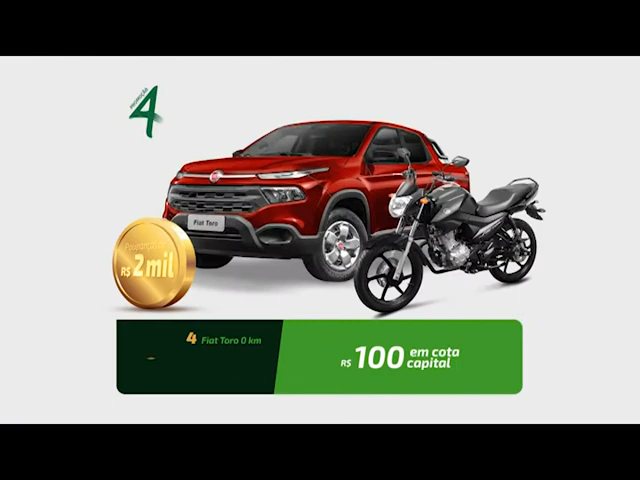 4
Fiat Toro
R$ 2 mil
4 Fiat Toro 0 km
R$ 100 em cota
capital